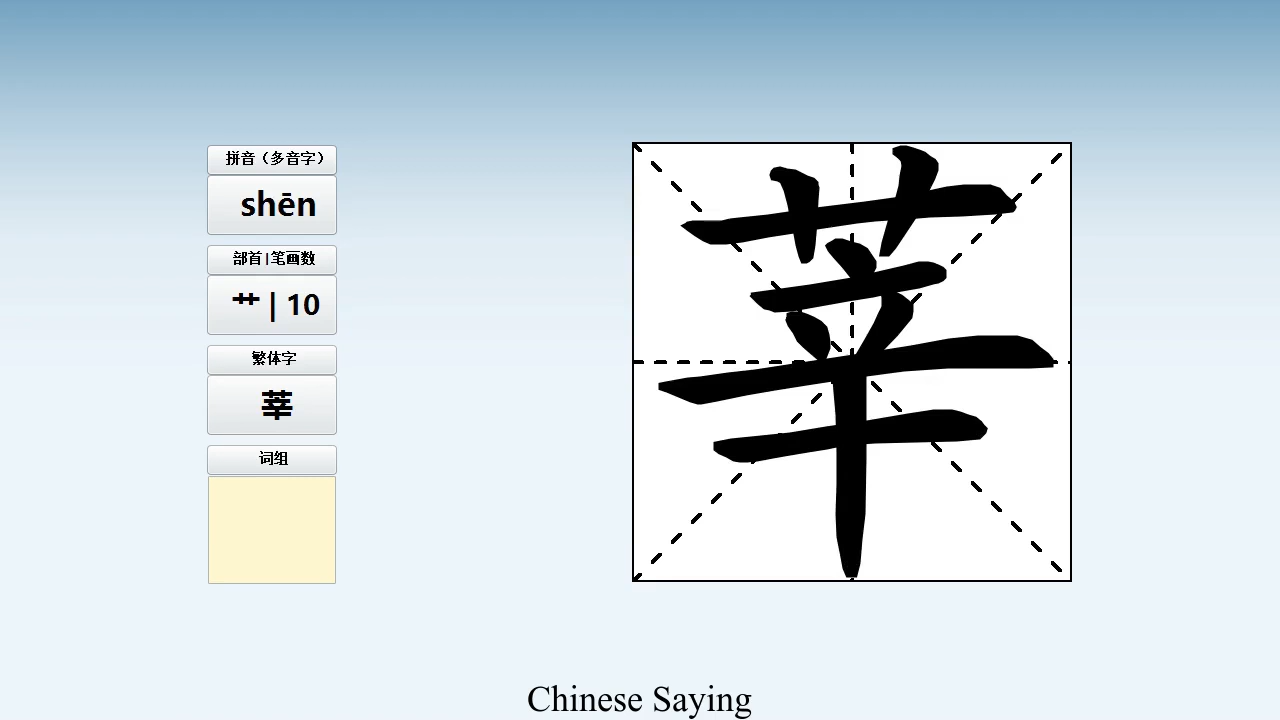 拼音（多音字）
shēn
部首|笔画数
艹 | 10
繁体字
莘
词组
莘
Chinese Saying